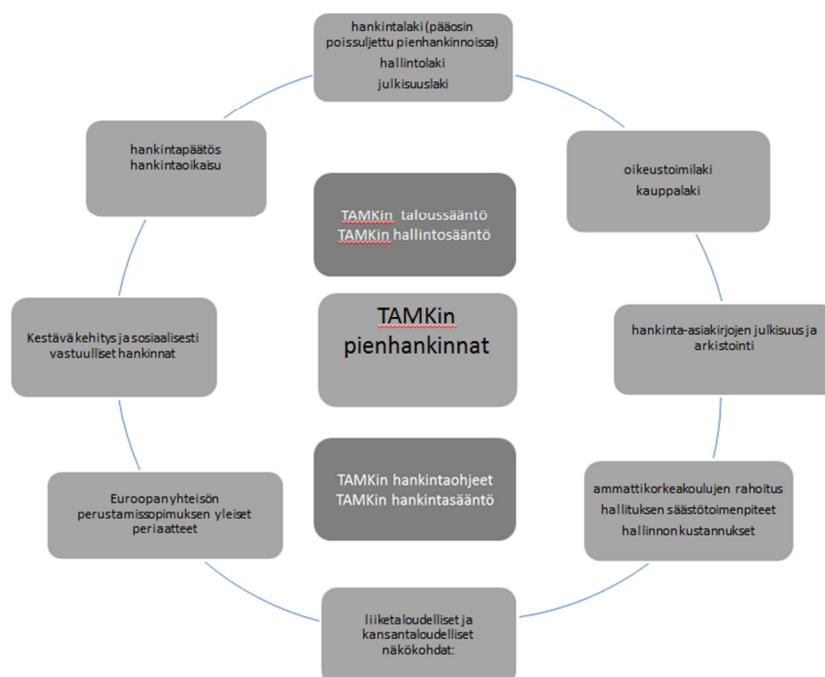 hankintalaki (pääosin
poissuljettu pienhankinnoissa)
hallintolaki
julkisuuslaki
oikeustoimilaki
kauppalaki
hankinta-asiakirjojen julkisuus ja
arkistointi
ammattikorkeakoulujen rahoitus
hallituksen säästötoimenpiteet
hallinnon kustannukset
liiketaloudelliset ja
kansantaloudelliset
näkökohdat:
Euroopan yhteisön
perustamissopimuksen yleiset
periaatteet
Kestävä kehitys ja sosiaalisesti
vastuulliset hankinnat
hankintapäätös
hankintaoikaisu
TAMKin taloussääntö
TAMKin hallintosääntö
TAMKin
pienhankinnat
TAMKin hankintaohjeet
TAMKin hankintasääntö